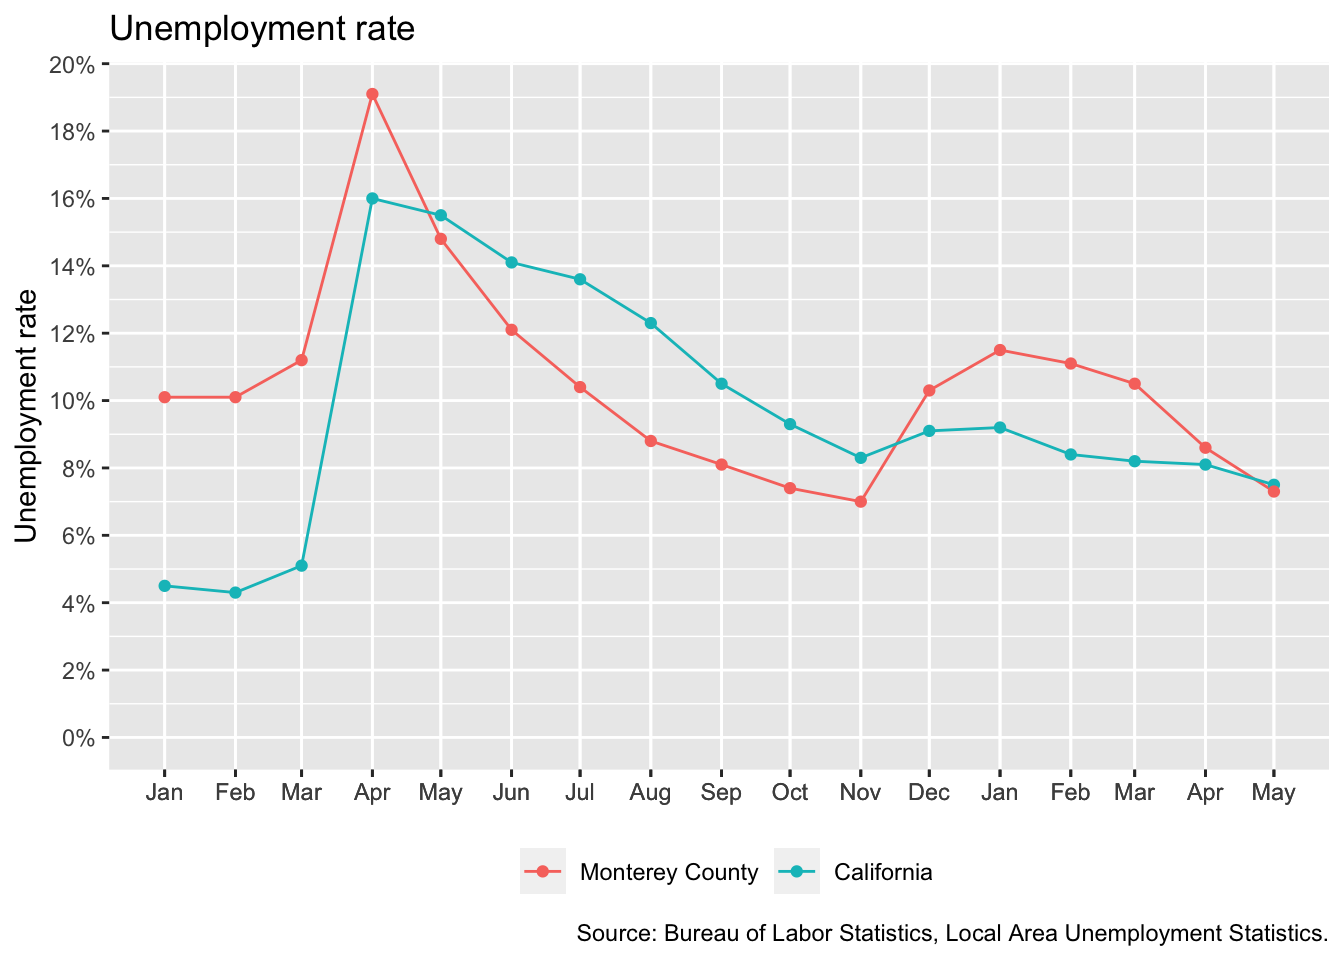 Unemployment rate
Unemployment rate
20%
18%
16%
14%
12%
10%
8%
6%
4%
2%
0%
Jan Feb Mar Apr May Jun Jul Aug Sep Oct Nov Dec Jan Feb Mar Apr May
Monterey County California
Source: Bureau of Labor Statistics, Local Area Unemployment Statistics.